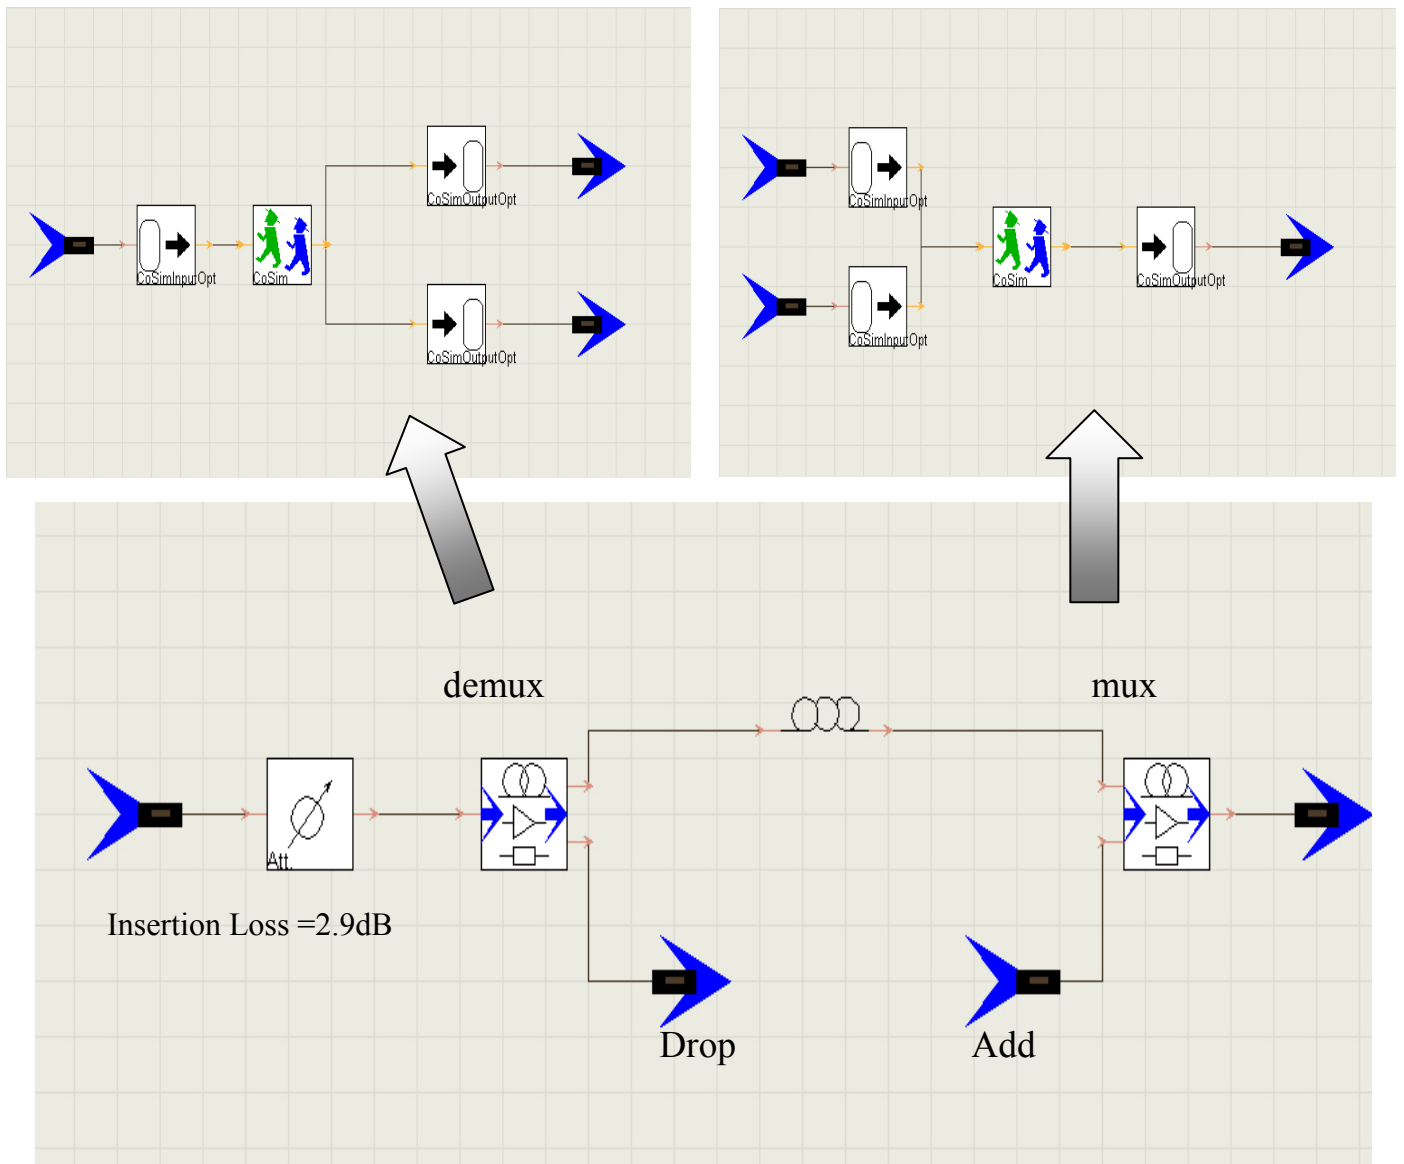 CoSimOutputOpt
CoSimInputOpt
CoSim
CoSimOutputOpt
CoSimInputOpt
CoSimInputOpt
CoSim
CoSimOutputOpt
demux
mux
Att.
Insertion Loss =2.9dB
Drop
Add